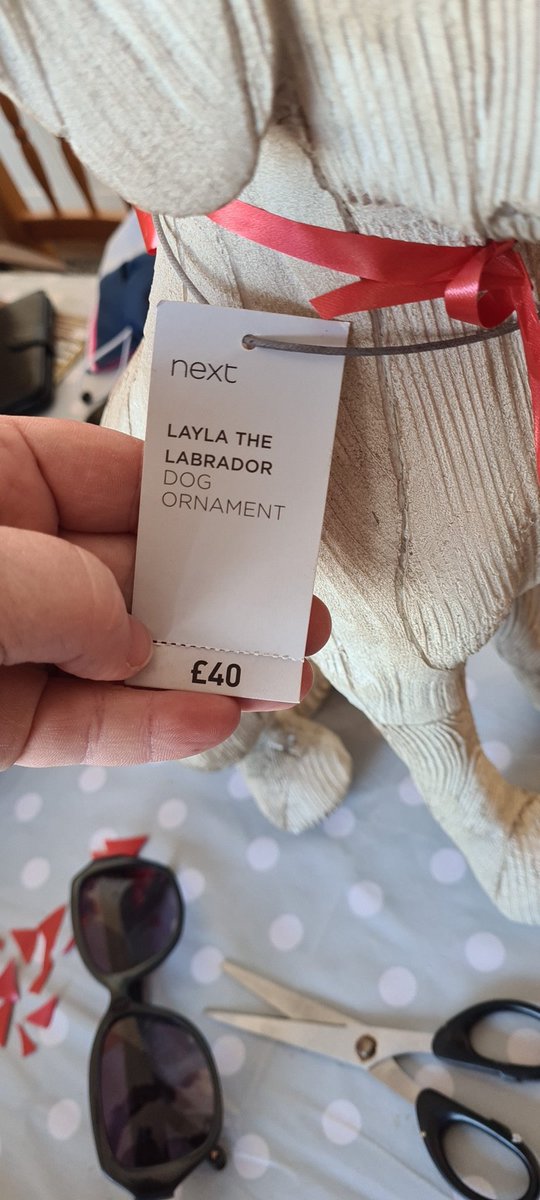 next
LAYLA THE
LABRADOR
DOG
ORNAMENT
£40